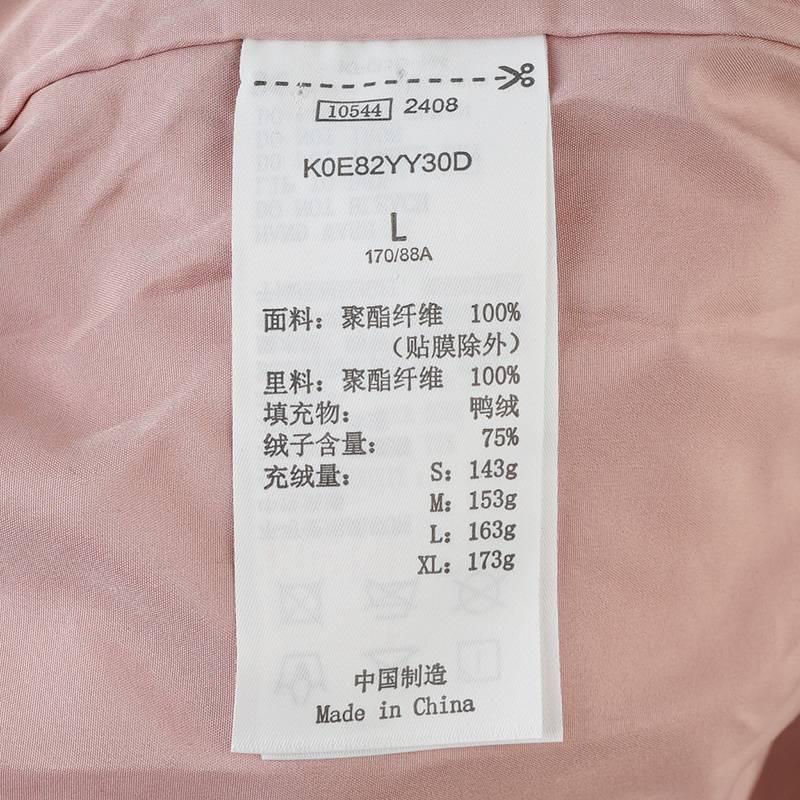 10544 2408
K0E82YY30D
L
170/88A
面料: 聚酯纤维 100%
(贴膜除外)
里料: 聚酯纤维 100%
填充物: 鸭绒
绒子含量: 75%
充绒量: S: 143g
M: 153g
L: 163g
XL: 173g
中国制造
Made in China